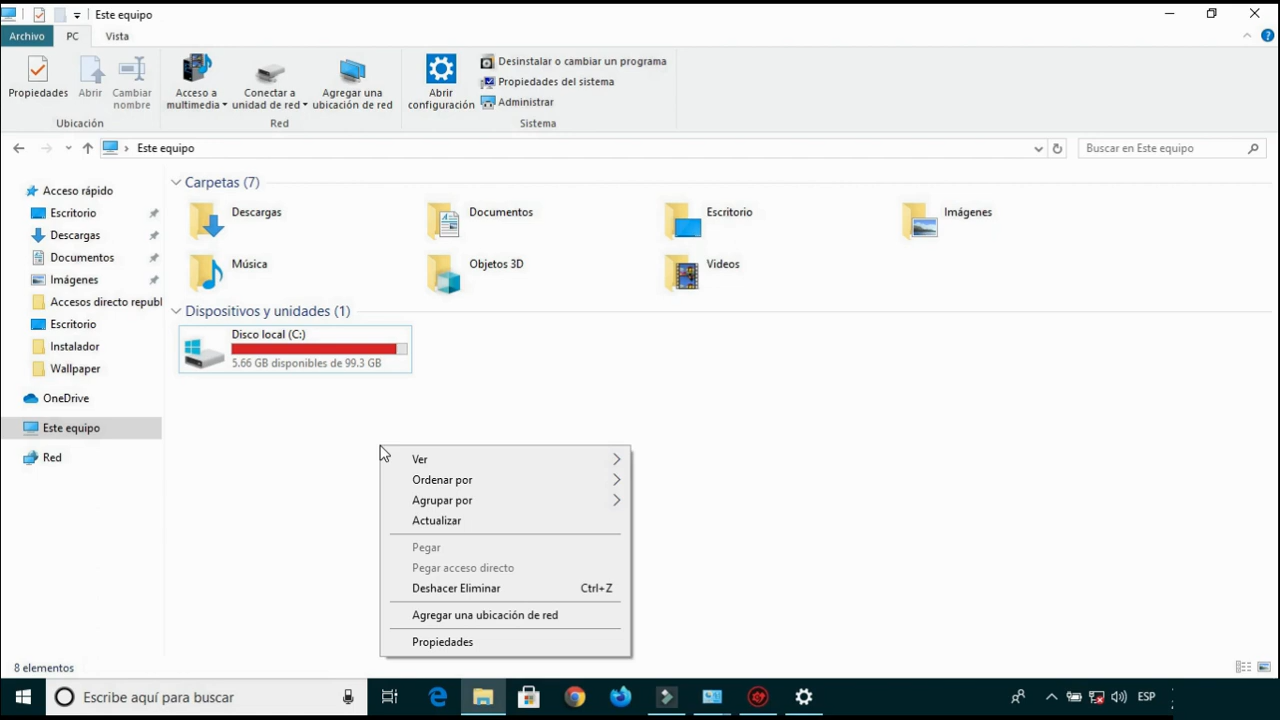 Este equipo
Archivo
PC
Vista
Propiedades
Abrir
Cambiar
nombre
Ubicación
Acceso a
multimedia
Conectar a
unidad de red
Agregar una
ubicación de red
Red
Abrir
configuración
Desinstalar o cambiar un programa
Propiedades del sistema
Administrar
Sistema
Este equipo
Buscar en Este equipo
Acceso rápido
Escritorio
Descargas
Documentos
Imágenes
Accesos directo republ
Escritorio
Instalador
Wallpaper
OneDrive
Este equipo
Red
Carpetas (7)
Descargas
Documentos
Escritorio
Imágenes
Música
Objetos 3D
Videos
Dispositivos y unidades (1)
Disco local (C:)
5.66 GB disponibles de 99.3 GB
Ver
Ordenar por
Agrupar por
Actualizar
Pegar
Pegar acceso directo
Deshacer Eliminar Ctrl+Z
Agregar una ubicación de red
Propiedades
8 elementos
Escribe aquí para buscar
ESP